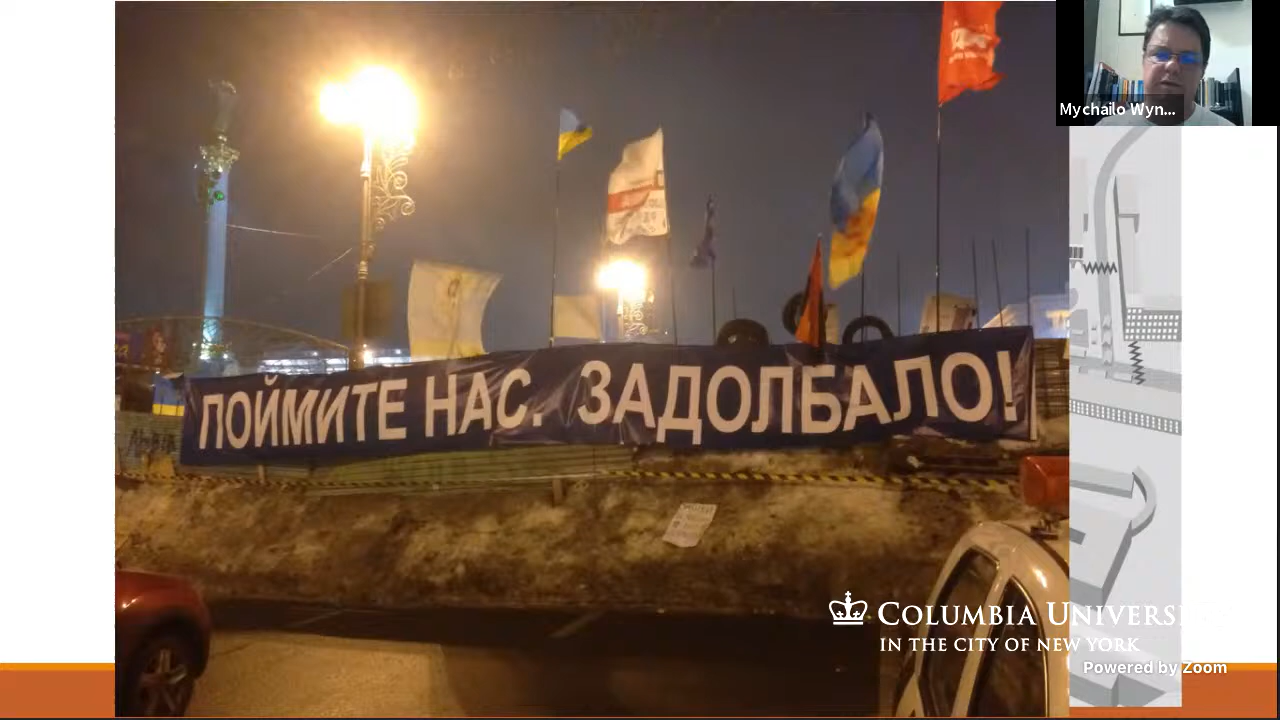 Mychailo Wyn...
ПОЙМИТЕ НАС. ЗАДОЛБАЛО!
COLUMBIA UNIVERSITY
IN THE CITY OF NEW YORK
Powered by Zoom